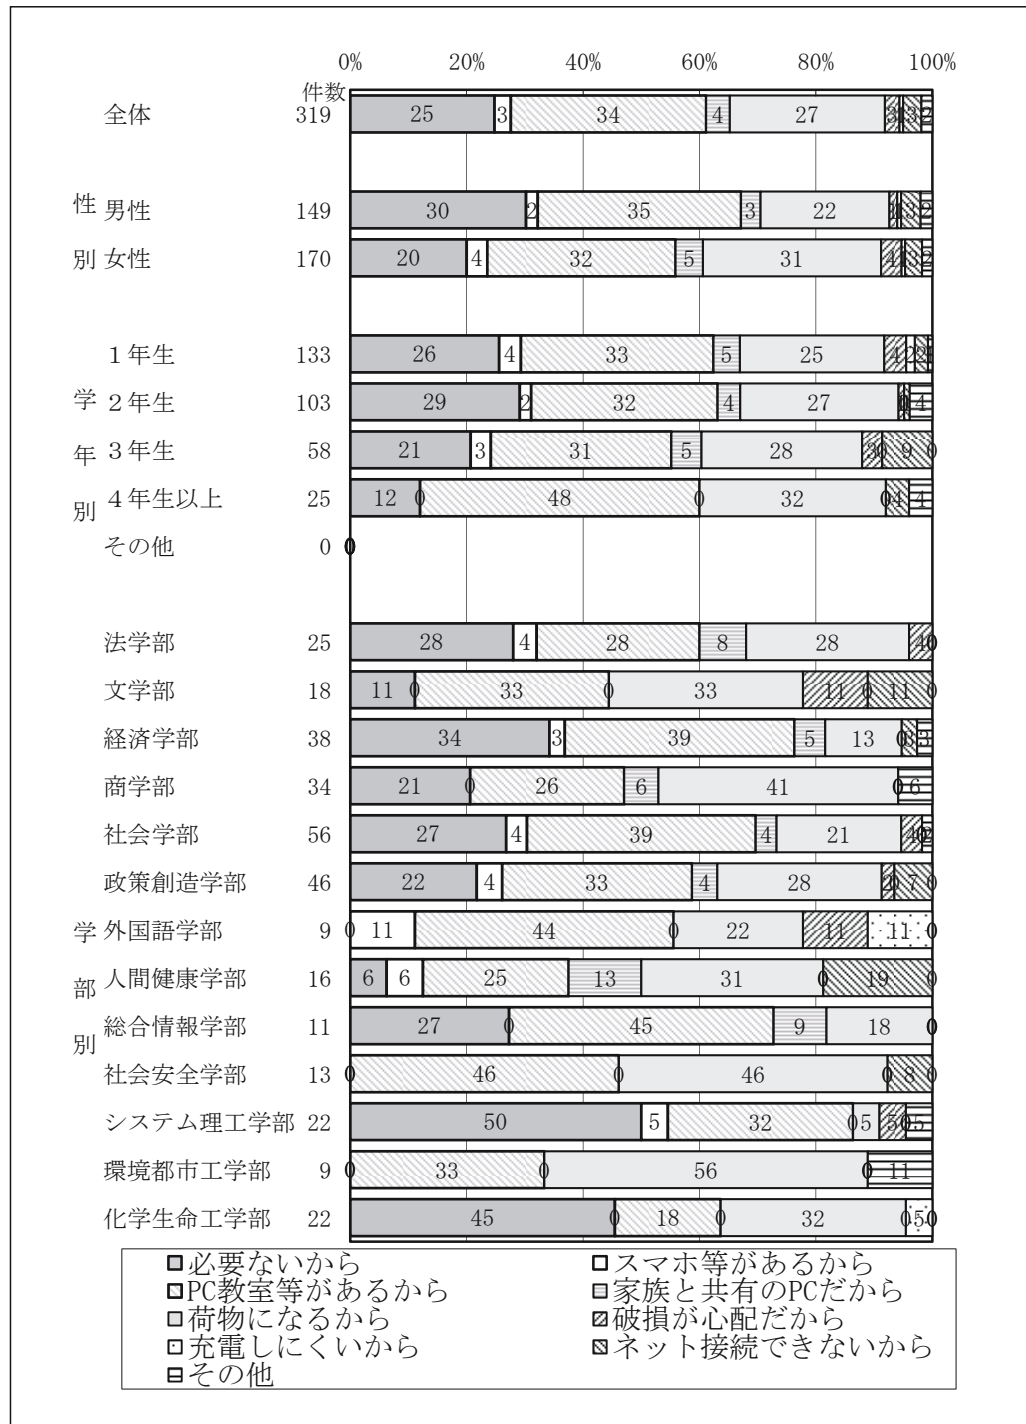 0% 20% 40% 60% 80% 100%
件数
全体 319 25 3 34 4 27 3 1 3 2
性別
男性 149 30 2 35 3 22 1 1 3 2
女性 170 20 4 32 5 31 4 1 3 2
学年別
1年生 133 26 4 33 5 25 4 2 2 1
2年生 103 29 2 32 4 27 4
3年生 58 21 3 31 5 28 3 0 9 0
4年生以上 25 12 0 48 0 32 0 4 4
その他 0 0
学部別
法学部 25 28 4 28 8 28 4 0
文学部 18 11 0 33 0 33 11 0 11 0
経済学部 38 34 3 39 5 13 0 3 3
商学部 34 21 0 26 6 41 0 6
社会学部 56 27 4 39 4 21 4 0 2
政策創造学部 46 22 4 33 4 28 2 0 7 0
外国語学部 9 0 11 44 0 22 11 11 0
人間健康学部 16 6 6 25 13 31 0 19 0
総合情報学部 11 27 0 45 9 18 0
社会安全学部 13 0 46 0 46 0 8 0
システム理工学部 22 50 5 32 0 5 5 0 5
環境都市工学部 9 0 33 0 56 0 11
化学生命工学部 22 45 0 18 0 32 0 5 0
必要ないから スマホ等があるから
PC教室等があるから 家族と共有のPCだから
荷物になるから 破損が心配だから
充電しにくいから ネット接続できないから
その他